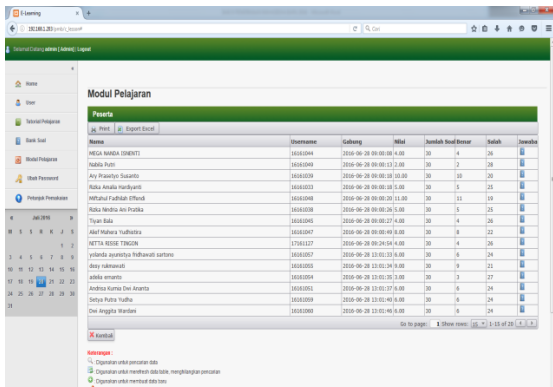 E-Learning
Cari
Selamat Datang admin [ Admin] | Logout
Home
User
Tutorial Pelajaran
Bank Soal
Modul Pelajaran
Ubah Password
Petunjuk Pemakaian
Juli 2016
M S S R K J S
1 2
3 4 5 6 7 8 9
10 11 12 13 14 15 16
17 18 19 20 21 22 23
24 25 26 27 28 29 30
31
Modul Pelajaran
Peserta
Print Export Excel
Nama Username Gabung Nilai Jumlah Soal Benar Salah Jawaba
MEGA NANDA 16161044 2016-06-28 09:00:08 4.00 30 4 26
Nabila Putri 16161049 2016-06-28 09:00:13 2.00 30 2 28
Ary Prasetyo Susanto 16161039 2016-06-28 09:00:18 10.00 30 10 20
Rizka Amalia Hardiyanti 16161033 2016-06-28 09:00:18 5.00 30 5 25
Miftahul Fadhilah Effendi 16161048 2016-06-28 09:00:20 11.00 30 11 19
Rizka Nindria Ani Pratika 16161038 2016-06-28 09:00:26 5.00 30 5 25
Tiyan Bala 16161045 2016-06-28 09:00:27 4.00 30 4 26
Alief Mahera Yudhistira 16161047 2016-06-28 09:00:49 8.00 30 8 22
NITTA RISSE TINGON 17161127 2016-06-28 09:24:54 4.00 30 4 26
yolanda ayunistya fridhawati sartono 16161057 2016-06-28 13:01:33 6.00 30 6 24
desy rukmawati 16161055 2016-06-28 13:01:34 9.00 30 9 21
adelia ernanto 16161054 2016-06-28 13:01:35 3.00 30 3 27
Andrisa Kurnia Dwi Ananta 16161051 2016-06-28 13:01:37 6.00 30 6 24
Setya Putra Yudha 16161059 2016-06-28 13:01:40 6.00 30 6 24
Dwi Anggita Wardani 16161060 2016-06-28 13:01:46 6.00 30 6 24
Go to page: 1 Show rows: 15 1-15 of 20
Kembali
Keterangan :
Digunakan untuk pencarian data
Digunakan untuk merefresh data table, menghilangkan pencarian
Digunakan untuk membuat data baru